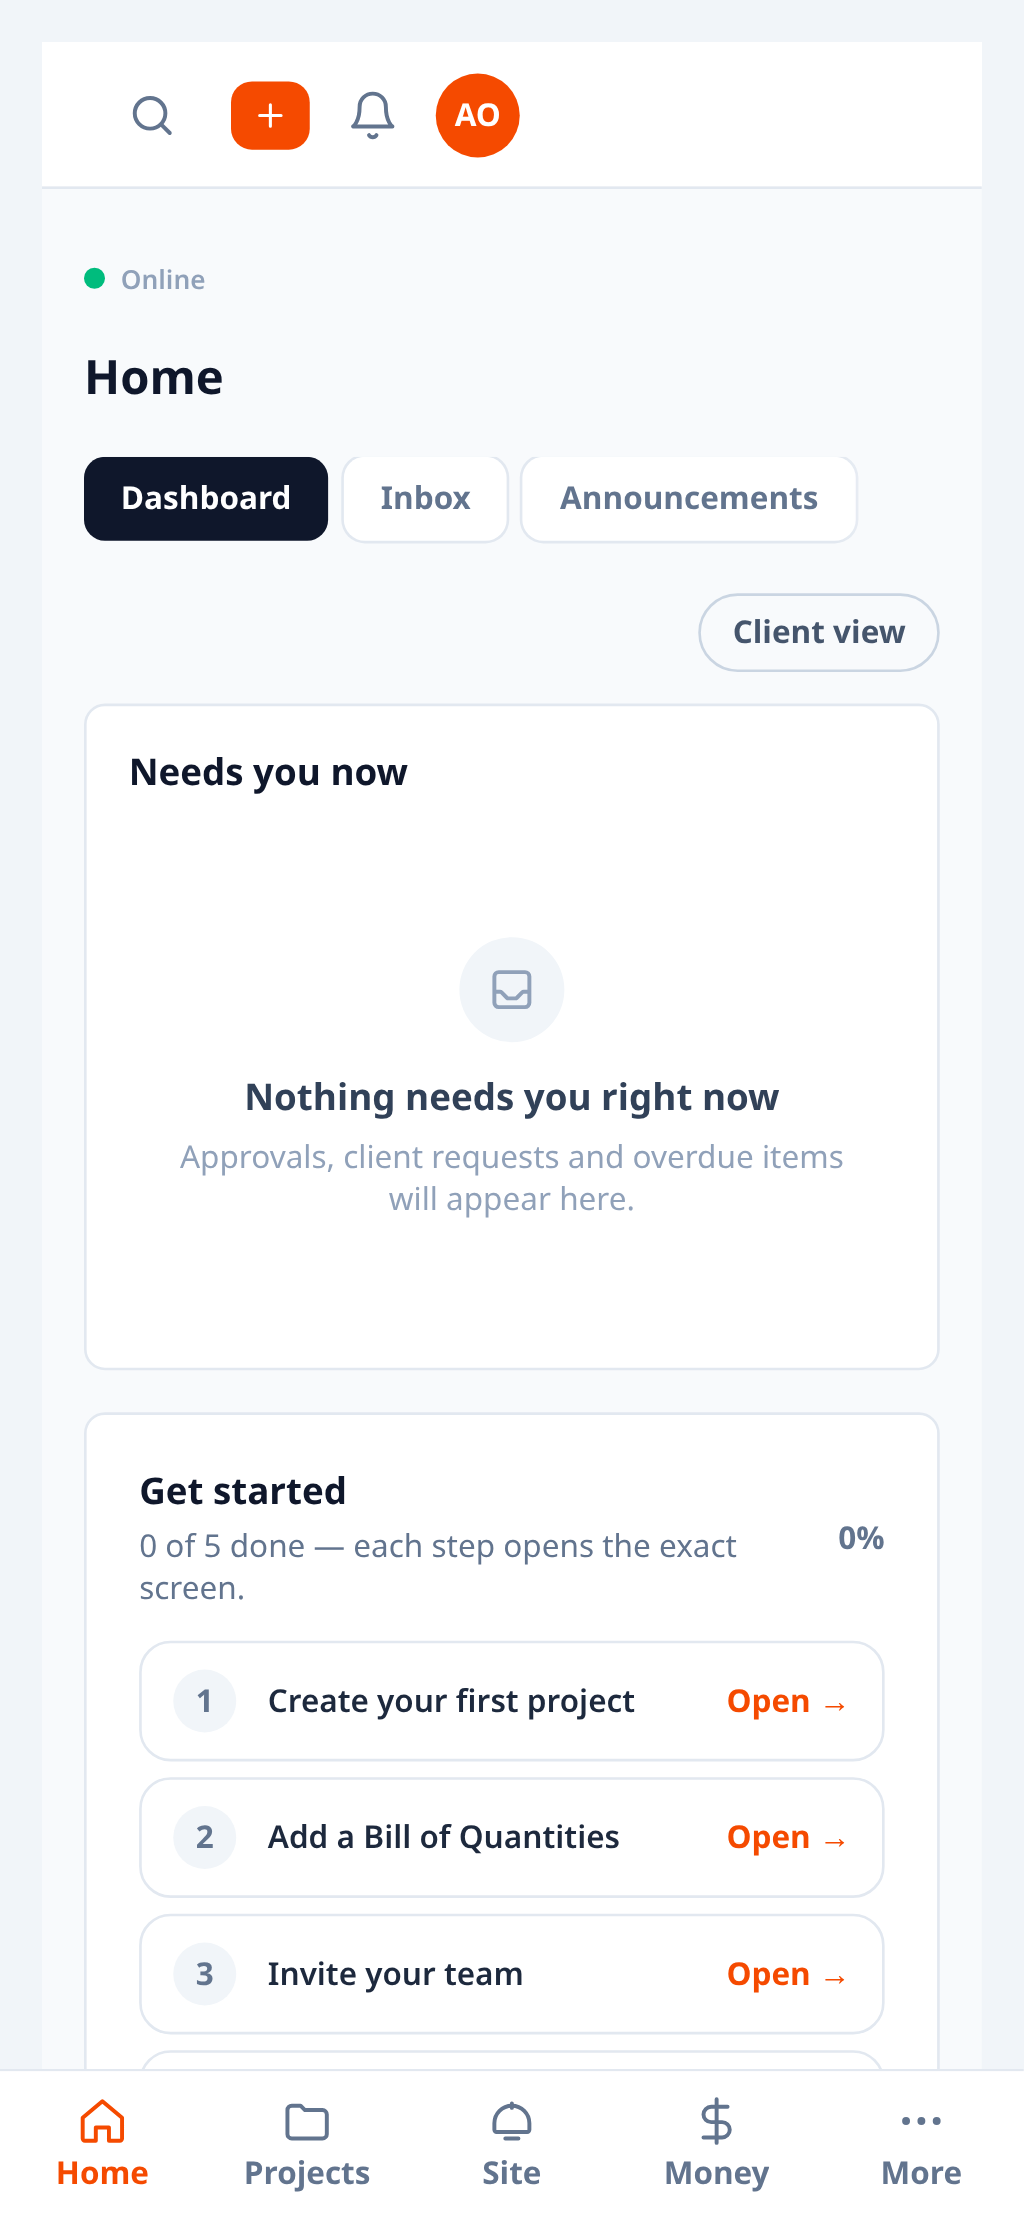 AO
Online
Home
Dashboard
Inbox
Announcements
Client view
Needs you now
Nothing needs you right now
Approvals, client requests and overdue items
will appear here.
Get started
0 of 5 done — each step opens the exact
screen.
0%
1 Create your first project Open →
2 Add a Bill of Quantities Open →
3 Invite your team Open →
Home
Projects
Site
Money
More